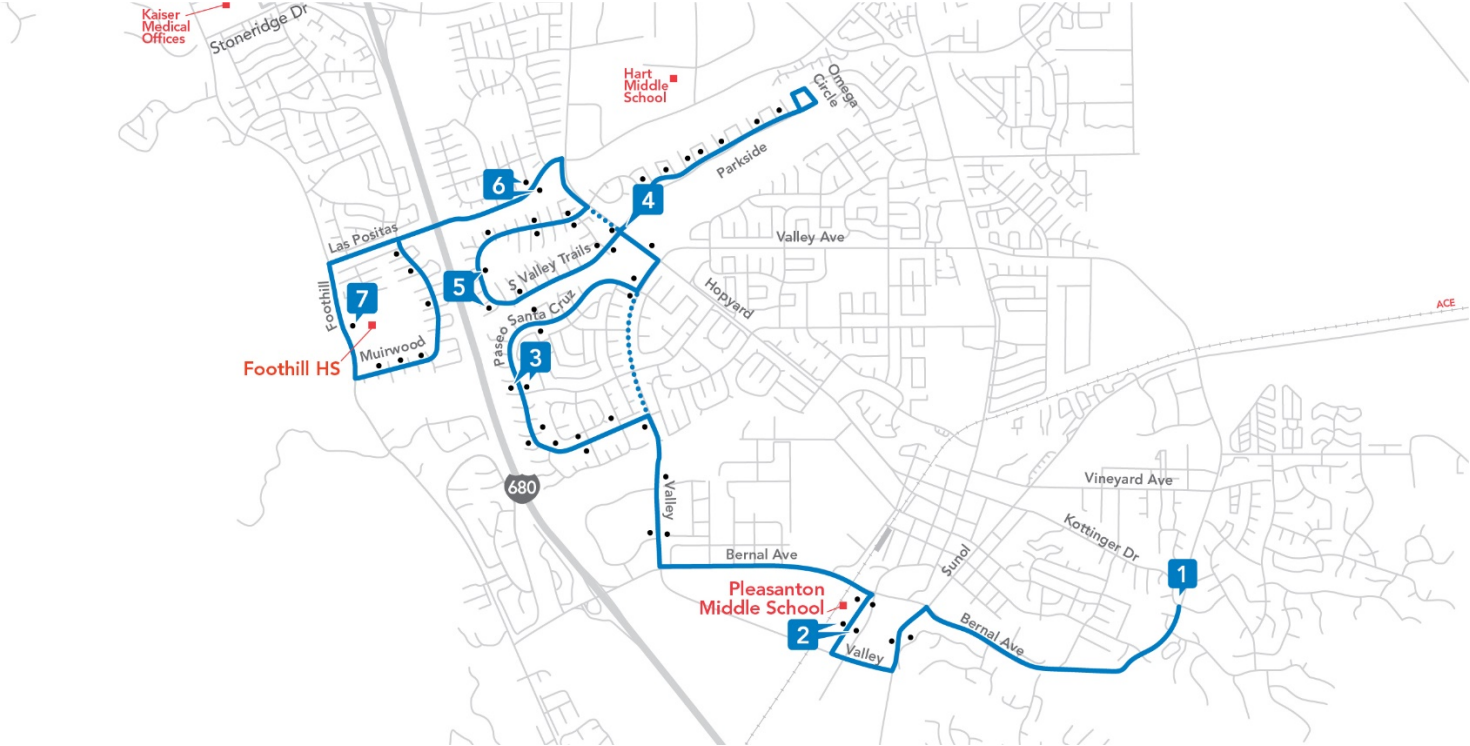 Kaiser
Medical
Offices
Stoneridge Dr
Hart
Middle
School
Omega
Circle
Parkside
6
4
Las Positas
Valley Ave
S Valley Trails
5
Foothill
7
Hopyard
Paseo Santa Cruz
ACE
Muirwood
3
Foothill HS
680
Vineyard Ave
Valley
Kottinger Dr
Bernal Ave
Sunol
1
Pleasanton
Middle School
2
Bernal Ave
Valley